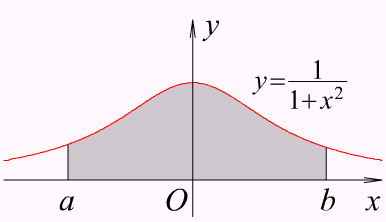 y
y=1/(1+x²)
a O b x